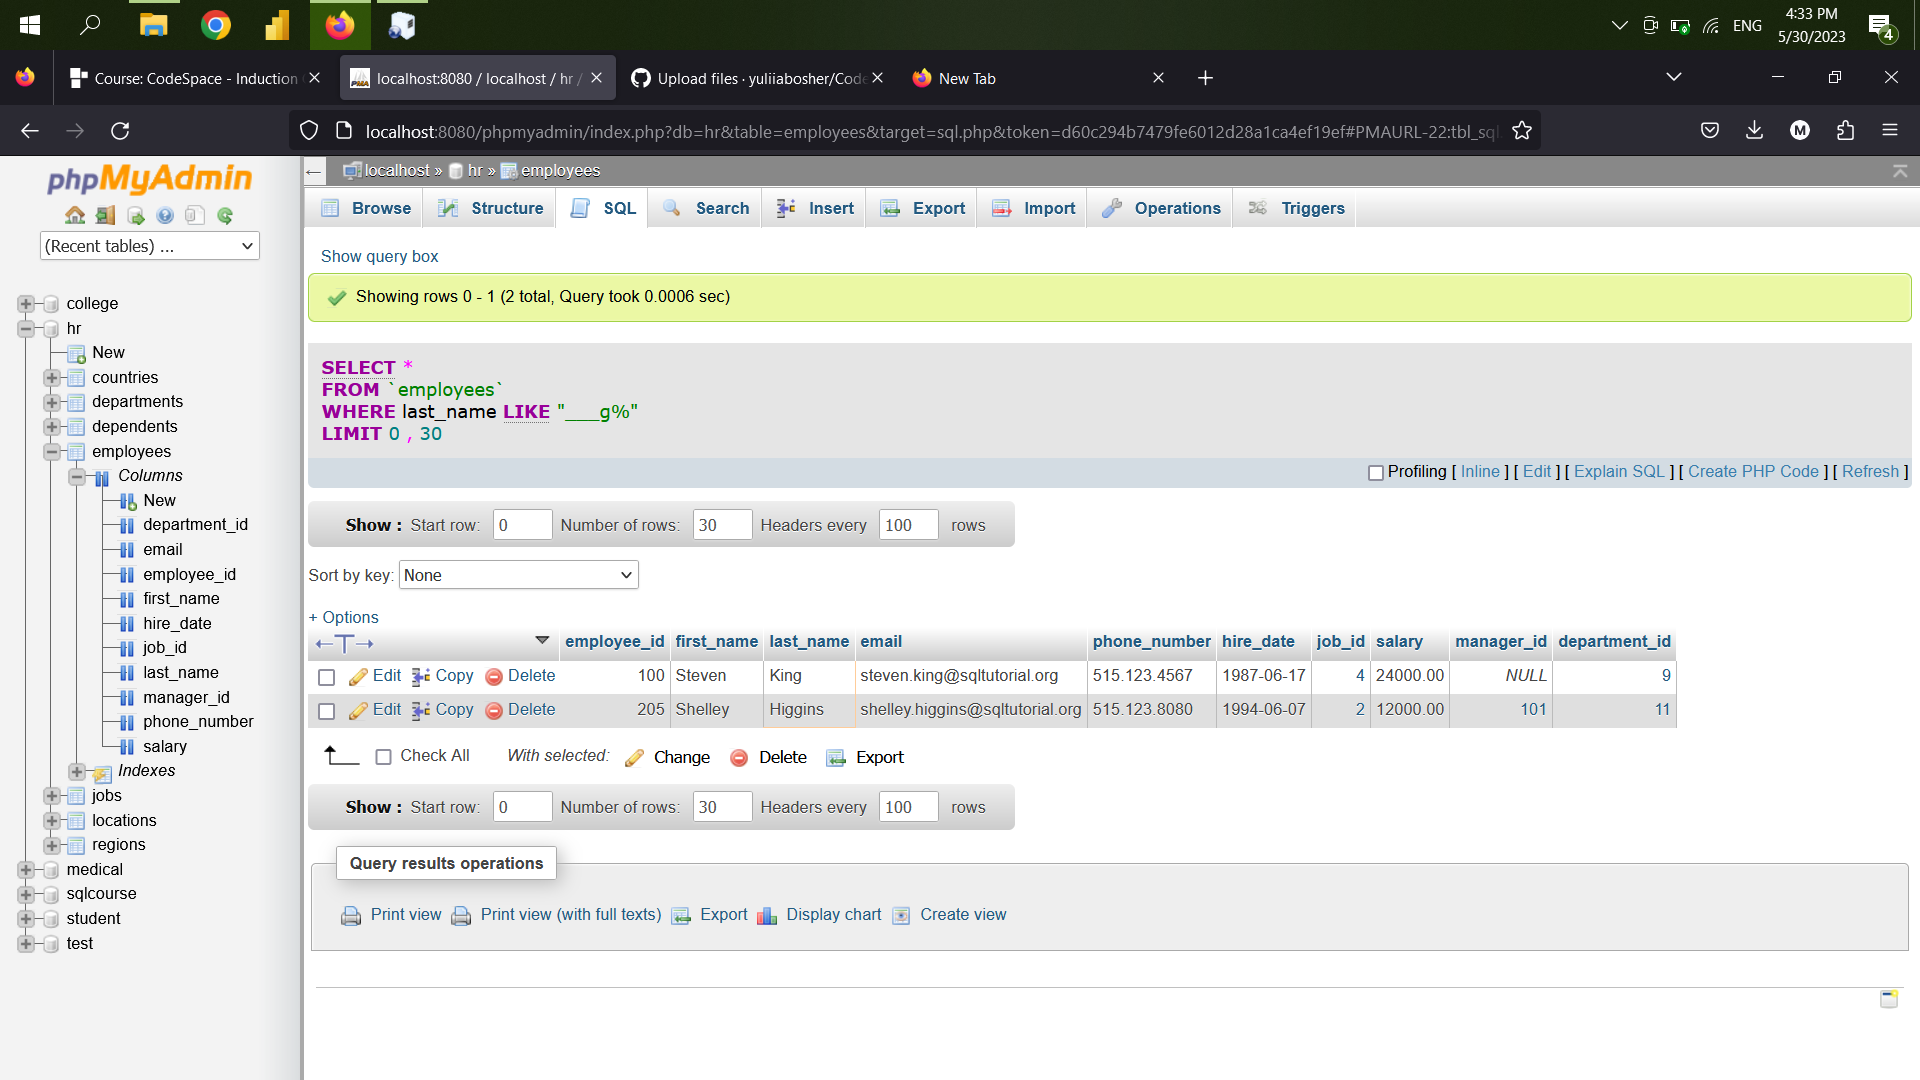 4:33 PM
ENG
5/30/2023
4
Course: CodeSpace - Induction
localhost:8080 / localhost / hr /
Upload files · yuliiabosher/Code
New Tab
localhost:8080/phpmyadmin/index.php?db=hr&table=employees&target=sql.php&token=d60c294b7479fe6012d28a1ca4ef19ef#PMAURL-22:tbl_sql
M
phpMyAdmin
(Recent tables) ...
college
hr
New
countries
departments
dependents
employees
Columns
New
department_id
email
employee_id
first_name
hire_date
job_id
last_name
manager_id
phone_number
salary
Indexes
jobs
locations
regions
medical
sqlcourse
student
test
localhost » hr » employees
Browse Structure SQL Search Insert Export Import Operations Triggers
Show query box
Showing rows 0 - 1 (2 total, Query took 0.0006 sec)
SELECT *
FROM `employees`
WHERE last_name LIKE "___g%"
LIMIT 0 , 30
Profiling [ Inline ] [ Edit ] [ Explain SQL ] [ Create PHP Code ] [ Refresh ]
Show : Start row: 0 Number of rows: 30 Headers every 100 rows
Sort by key: None
+ Options
←T→ employee_id first_name last_name email phone_number hire_date job_id salary manager_id department_id
Edit Copy Delete 100 Steven King steven.king@sqltutorial.org 515.123.4567 1987-06-17 4 24000.00 NULL 9
Edit Copy Delete 205 Shelley Higgins shelley.higgins@sqltutorial.org 515.123.8080 1994-06-07 2 12000.00 101 11
Check All With selected: Change Delete Export
Show : Start row: 0 Number of rows: 30 Headers every 100 rows
Query results operations
Print view Print view (with full texts) Export Display chart Create view